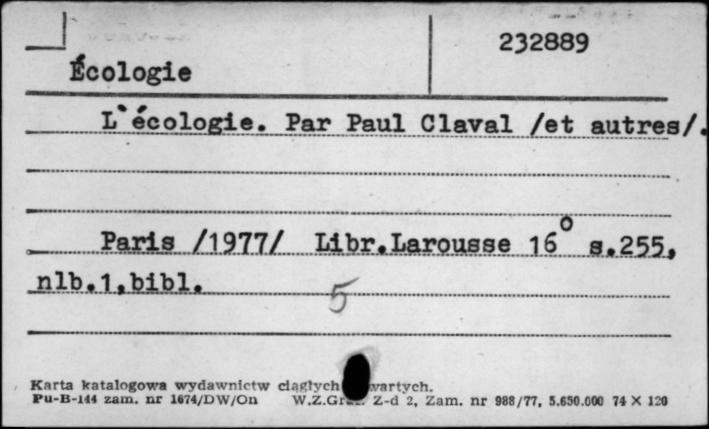 232889
Écologie
L`écologie. Par Paul Claval /et autres/.
Paris /1977/ Libr.Larousse 16° s.255,
nlb.1,bibl.
5
Karta katalogowa wydawnictw ciągłych
Pu-B-144 zam. nr 1674/DW/On W.Z.Graf. Z-d 2, Zam. nr 988/77, 5.650.000 74 X 120